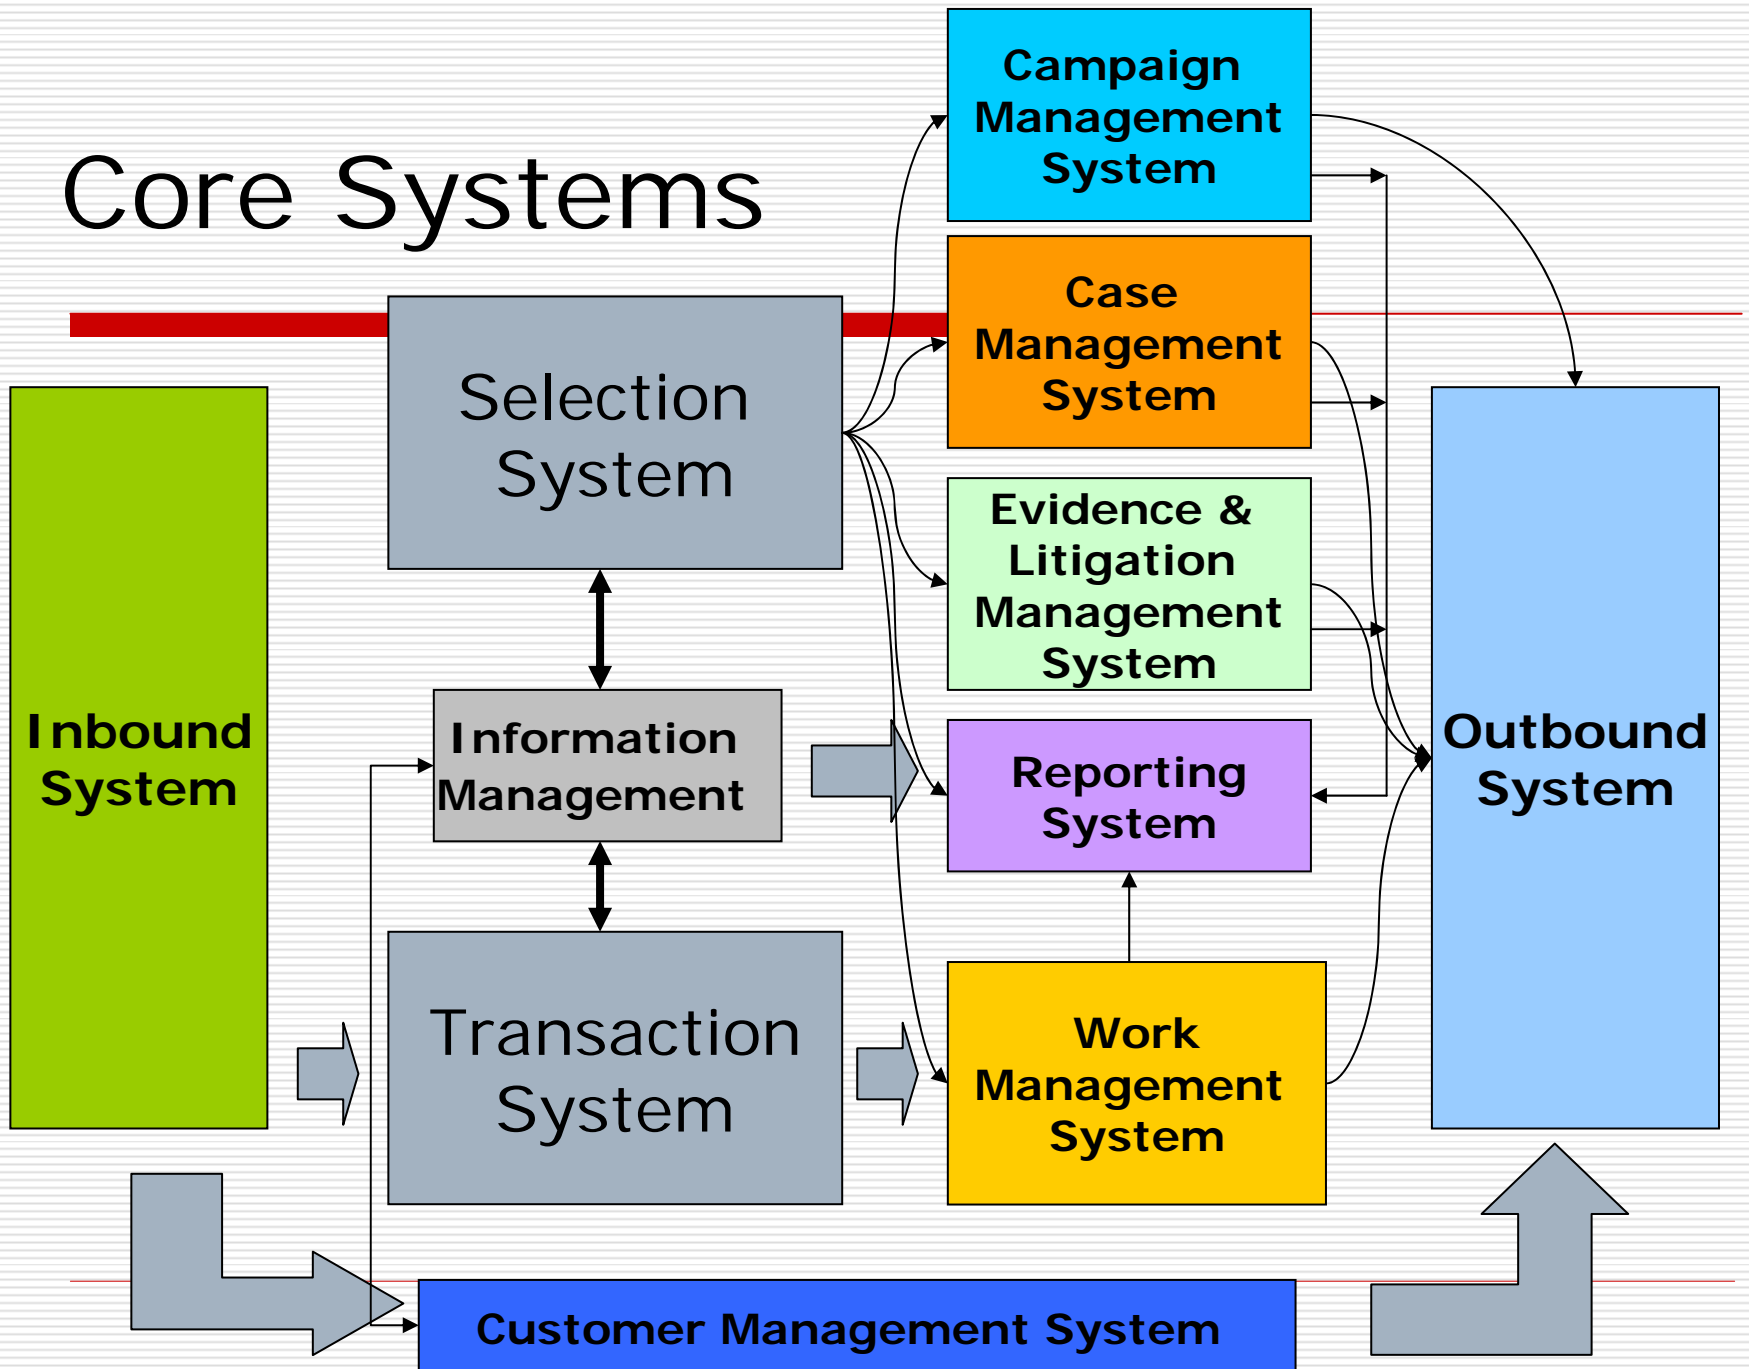 Core Systems
Campaign
Management
System
Case
Management
System
Selection
System
Evidence &
Litigation
Management
System
Inbound
System
Information
Management
Reporting
System
Outbound
System
Transaction
System
Work
Management
System
Customer Management System